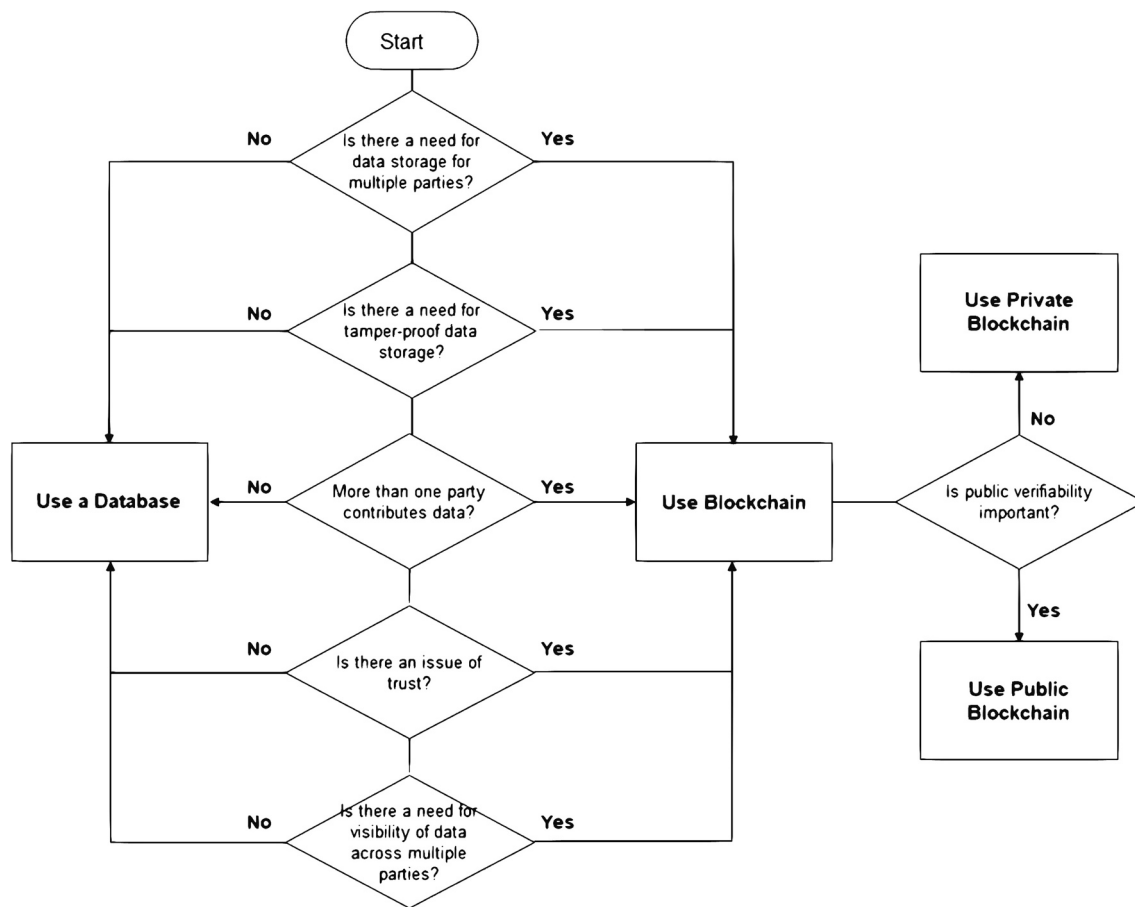 Start
No
Is there a need for
data storage for
multiple parties?
Yes
No
Is there a need for
tamper-proof data
storage?
Yes
Use Private
Blockchain
No
Use a Database
No
More than one party
contributes data?
Yes
Use Blockchain
Is public verifiability
important?
Yes
No
Is there an issue of
trust?
Yes
Use Public
Blockchain
No
Is there a need for
visibility of data
across multiple
parties?
Yes